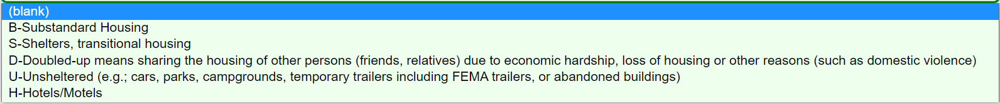 (blank)
B-Substandard Housing
S-Shelters, transitional housing
D-Doubled-up means sharing the housing of other persons (friends, relatives) due to economic hardship, loss of housing or other reasons (such as domestic violence)
U-Unsheltered (e.g.; cars, parks, campgrounds, temporary trailers including FEMA trailers, or abandoned buildings)
H-Hotels/Motels